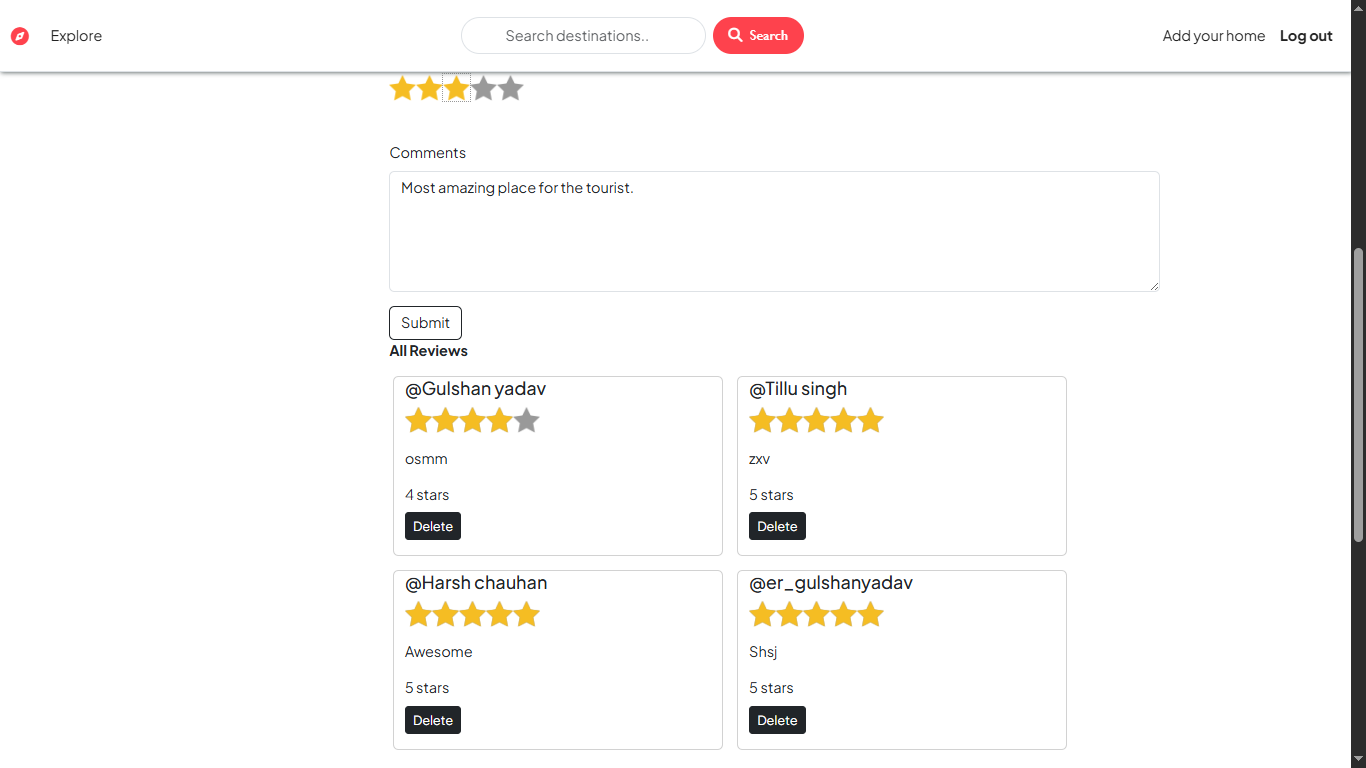 Explore
Search destinations..
Search
Add your home
Log out
Comments
Most amazing place for the tourist.
Submit
All Reviews
@Gulshan yadav
osmm
4 stars
Delete
@Tillu singh
zxv
5 stars
Delete
@Harsh chauhan
Awesome
5 stars
Delete
@er_gulshanyadav
Shsj
5 stars
Delete